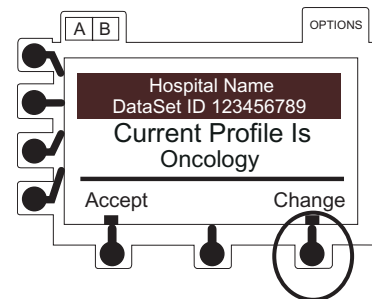 A B
OPTIONS
Hospital Name
DataSet ID 123456789
Current Profile Is
Oncology
Accept Change